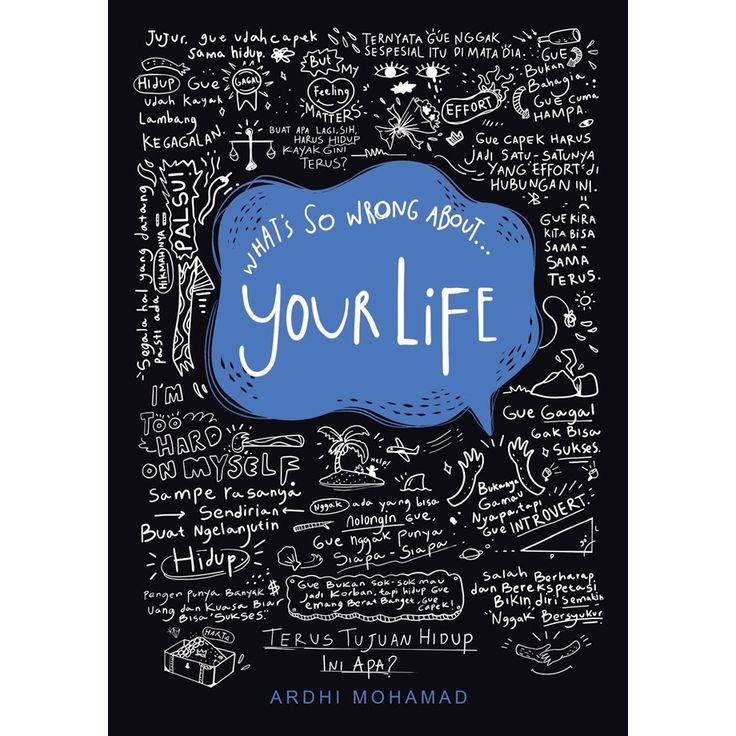 Jujur, gue udah capek
sama hidup.
Hidup Gue
udah kayak
Lambang
KEGAGALAN.
GAGAL
But
MY
Feeling
MATTERS.
BUAT APA LAGI, SIH,
HARUS HIDUP
KAYAK GINI
TERUS?
TERNYATA GUE NGGAK
SESPESIAL ITU DI MATA DIA.
GUE
Bukan
Bahagia
GUE CUMA
HAMPA.
EFFORT
GUE CAPEK HARUS
JADI SATU-SATUNYA
YANG "EFFORT" di
HUBUNGAN INI.
GUE KIRA
KITA BISA
SAMA-
SAMA
TERUS.
Segala hal yang datang
pasti ada HIKMAHNYA
PALSU!
WHAT'S SO WRONG ABOUT...
YOUR LIFE
I'M
TOO
HARD
ON MYSELF
Sampe rasanya
Sendirian
Buat Ngelanjutin
Hidup
help!
Nggak ada yang bisa
nolongin Gue,
Gue nggak punya
Siapa-Siapa
Gue Gagal
Gak Bisa
Sukses.
Bukannya
Gamau
Nyapa, tapi
Gue INTROVERT.
Pengen Punya Banyak $
Uang dan Kuasa Biar
Bisa "Sukses."
HARTA
Gue Bukan sok-sok mau
jadi Korban, tapi hidup Gue
emang Berat Banget, Gue
capek!
Salah Berharap
dan Berekspetasi
Bikin diri Semakin
Nggak Bersyukur
TERUS TUJUAN HIDUP
INI APA?
ARDHI MOHAMAD